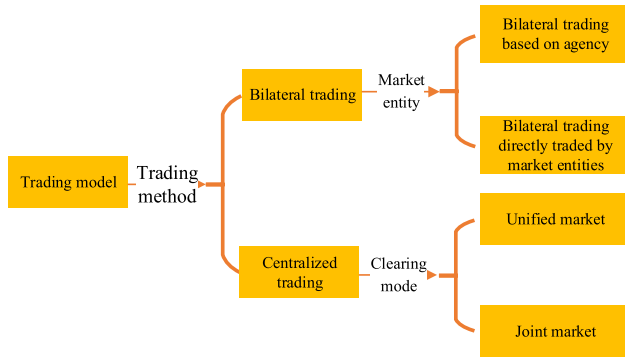 Trading model
Trading
method
Bilateral trading
Market
entity
Bilateral trading
based on agency
Bilateral trading
directly traded by
market entities
Centralized
trading
Clearing
mode
Unified market
Joint market